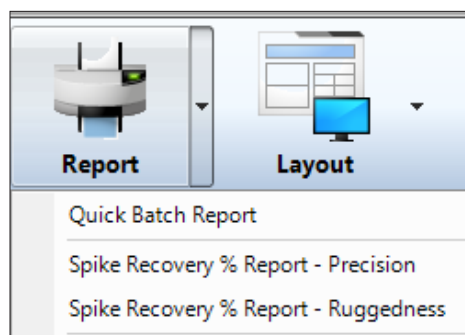 Report
Layout
Quick Batch Report
Spike Recovery % Report - Precision
Spike Recovery % Report - Ruggedness